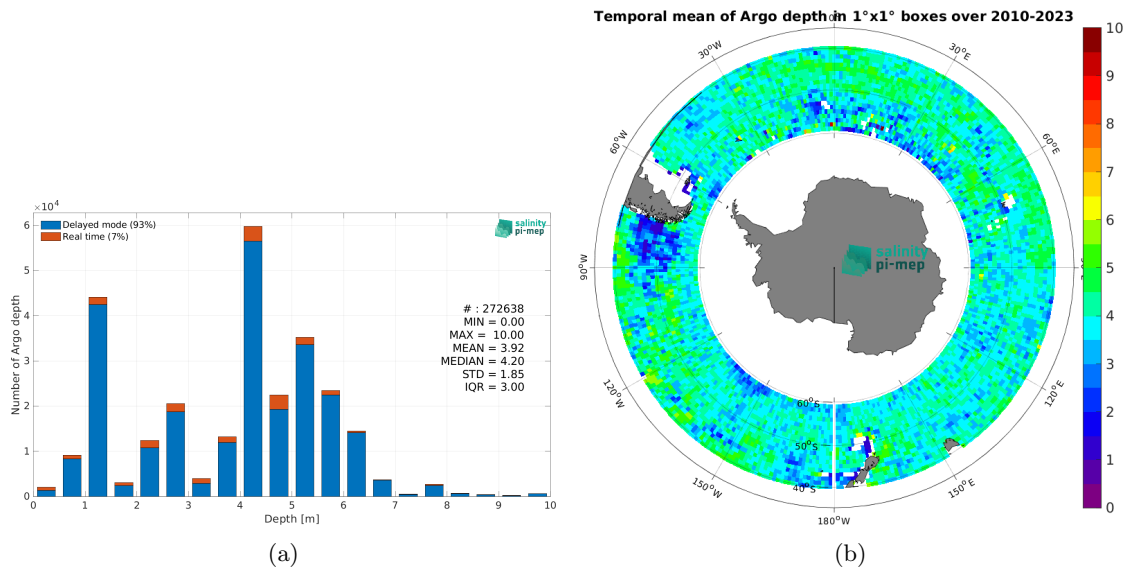 Temporal mean of Argo depth in 1°x1° boxes over 2010-2023
0°
30°W
30°E
60°W
60°E
90°W
120°W
120°E
150°W
150°E
180°W
60°S
50°S
40°S
salinity
pi-mep
10
9
8
7
6
5
4
3
2
1
0
×10⁴
Delayed mode (93%)
Real time (7%)
salinity
pi-mep
# : 272638
MIN = 0.00
MAX = 10.00
MEAN = 3.92
MEDIAN = 4.20
STD = 1.85
IQR = 3.00
Number of Argo depth
6
5
4
3
2
1
0
0 1 2 3 4 5 6 7 8 9 10
Depth [m]
(a)
(b)